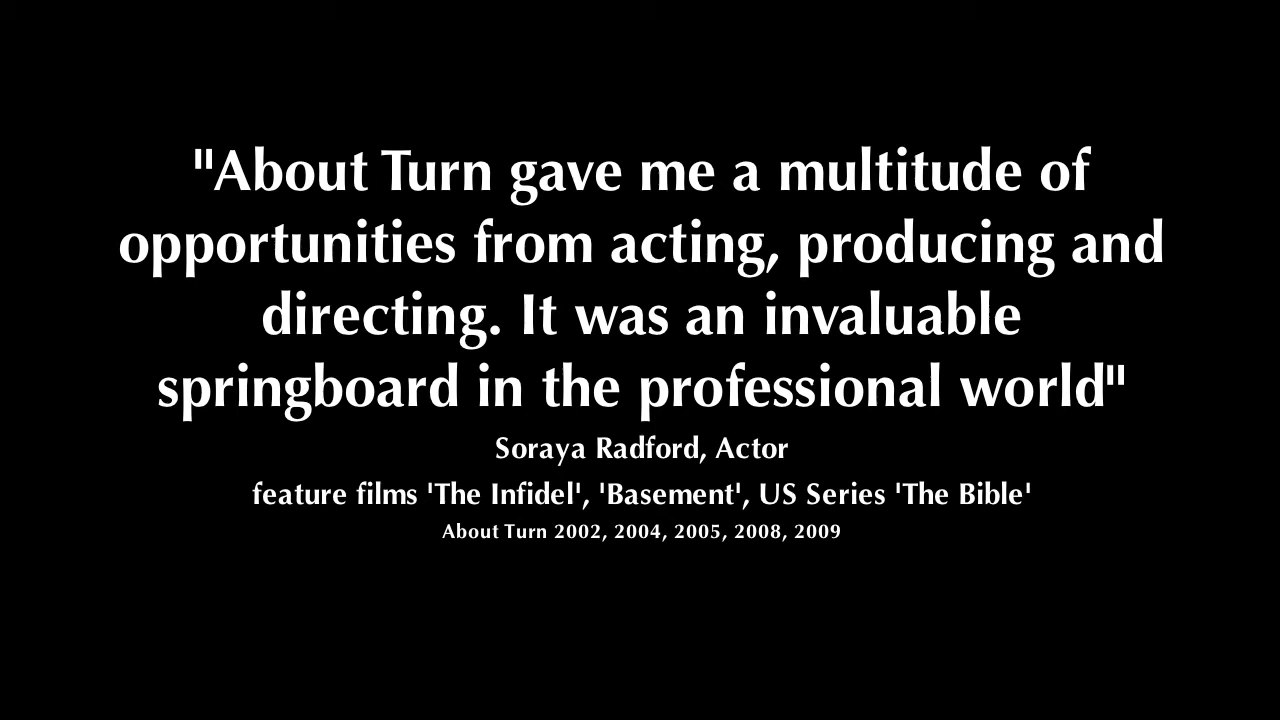 "About Turn gave me a multitude of
opportunities from acting, producing and
directing. It was an invaluable
springboard in the professional world"
Soraya Radford, Actor
feature films 'The Infidel', 'Basement', US Series 'The Bible'
About Turn 2002, 2004, 2005, 2008, 2009